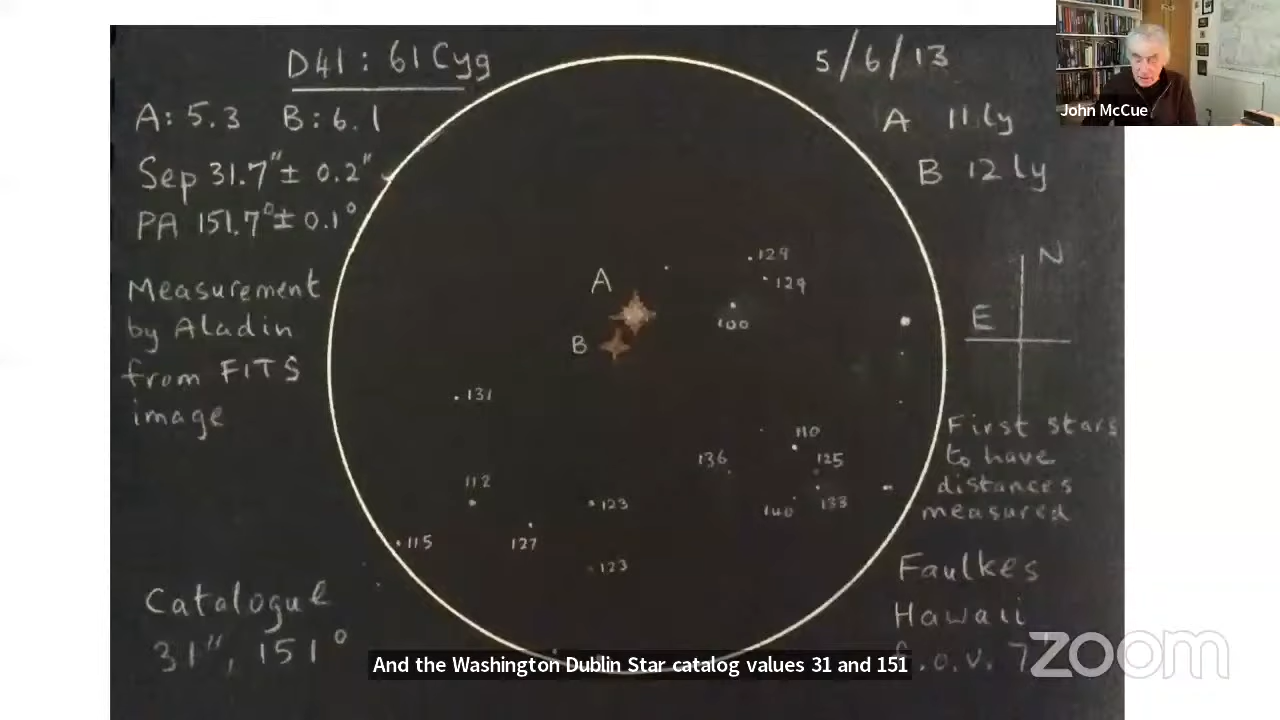 D41 : 61 Cyg
5/6/13
John McCue
A: 5.3 B: 6.1
A 11 ly
Sep 31.7" ± 0.2"
B 12 ly
PA 151.7° ± 0.1°
N
129
A
129
Measurement
by Aladin
from FITS
image
100
E
B
131
First stars
to have
distances
measured
110
136
125
112
140
133
123
115
127
123
Faulkes
Hawaii
f.o.v. 7
Catalogue
31", 151°
zoom
And the Washington Dublin Star catalog values 31 and 151